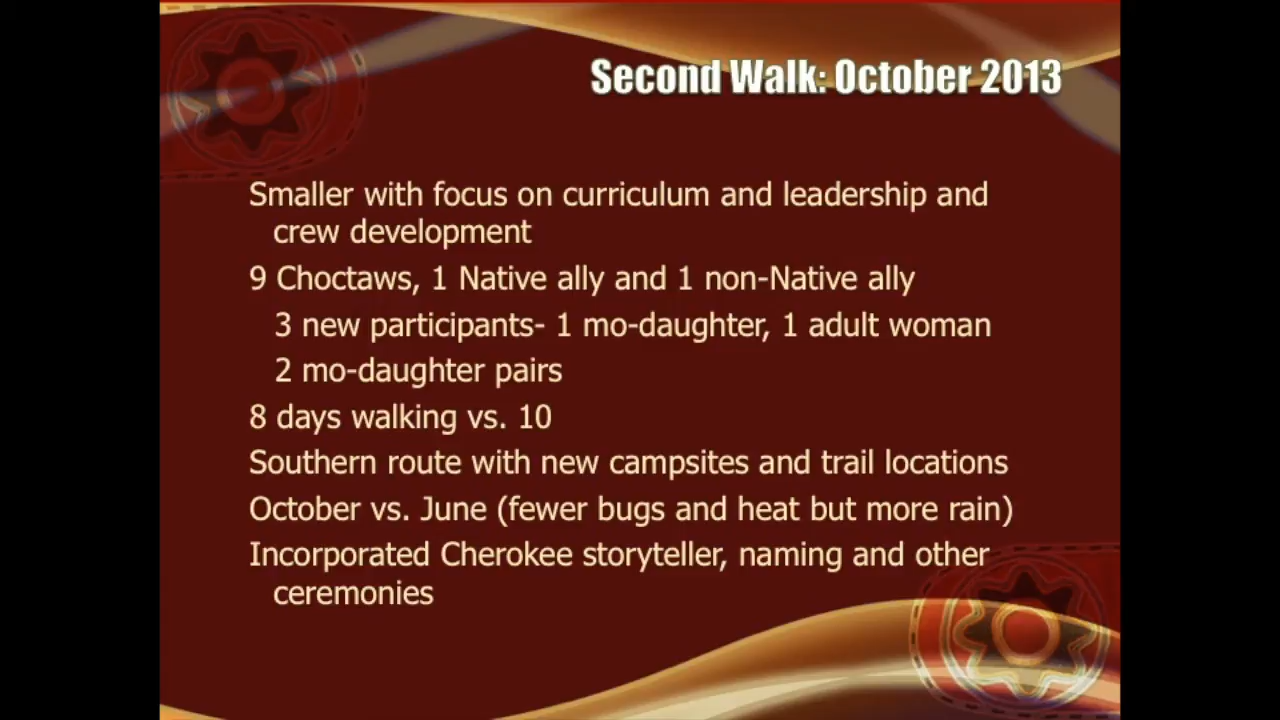 Second Walk: October 2013
Smaller with focus on curriculum and leadership and
crew development
9 Choctaws, 1 Native ally and 1 non-Native ally
3 new participants- 1 mo-daughter, 1 adult woman
2 mo-daughter pairs
8 days walking vs. 10
Southern route with new campsites and trail locations
October vs. June (fewer bugs and heat but more rain)
Incorporated Cherokee storyteller, naming and other
ceremonies